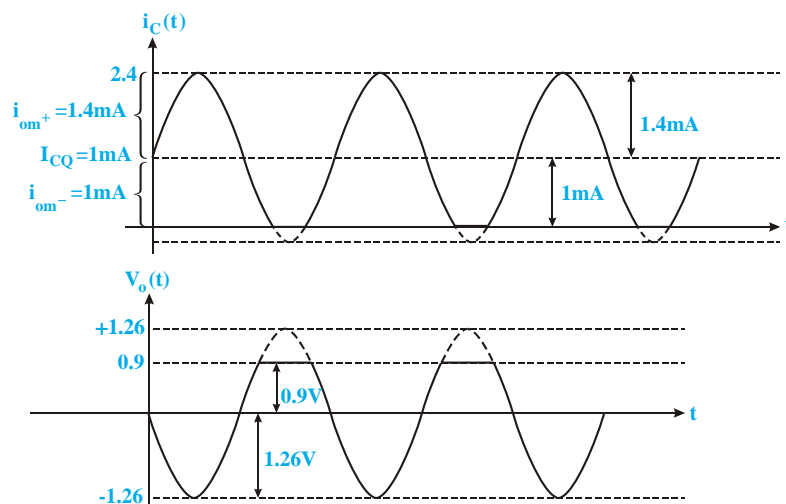 i_C(t)
2.4
i_om+ =1.4mA
1.4mA
I_CQ =1mA
i_om− =1mA
1mA
V_o(t)
+1.26
0.9
0.9V
t
1.26V
-1.26